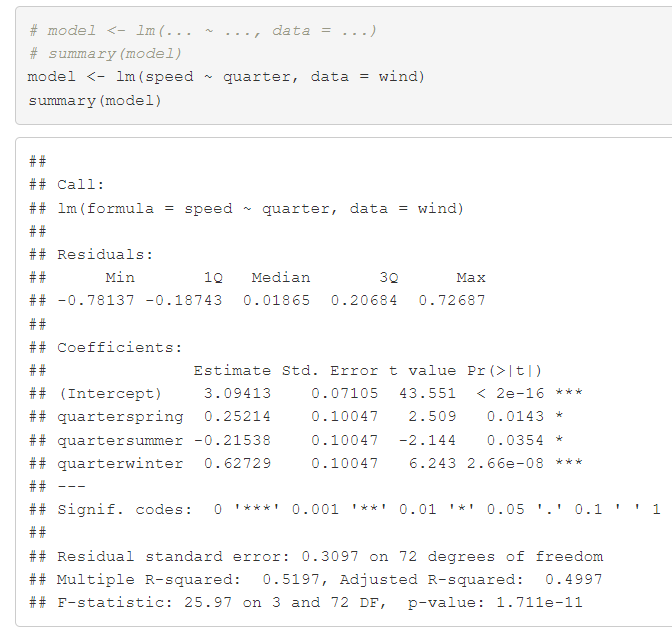 # model <- lm(... ~ ..., data = ...)
# summary(model)
model <- lm(speed ~ quarter, data = wind)
summary(model)
##
## Call:
## lm(formula = speed ~ quarter, data = wind)
##
## Residuals:
##      Min       1Q   Median       3Q      Max
## -0.78137 -0.18743  0.01865  0.20684  0.72687
##
## Coefficients:
##               Estimate Std. Error t value Pr(>|t|)
## (Intercept)    3.09413    0.07105  43.551  < 2e-16 ***
## quarterspring  0.25214    0.10047   2.509   0.0143 *
## quartersummer -0.21538    0.10047  -2.144   0.0354 *
## quarterwinter  0.62729    0.10047   6.243 2.66e-08 ***
## ---
## Signif. codes:  0 '***' 0.001 '**' 0.01 '*' 0.05 '.' 0.1 ' ' 1
##
## Residual standard error: 0.3097 on 72 degrees of freedom
## Multiple R-squared:  0.5197, Adjusted R-squared:  0.4997
## F-statistic: 25.97 on 3 and 72 DF,  p-value: 1.711e-11